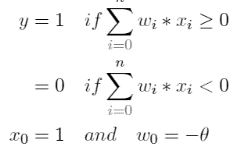 n
y = 1 if ∑ w_i * x_i ≥ 0
i=0
n
= 0 if ∑ w_i * x_i < 0
i=0
x_0 = 1 and w_0 = −θ